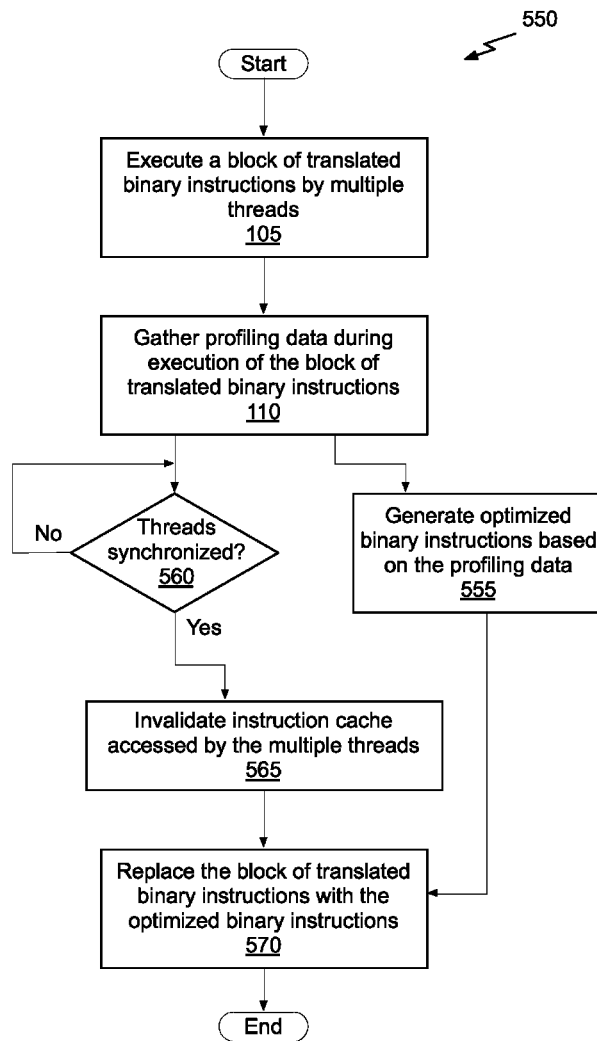 550
Start
Execute a block of translated
binary instructions by multiple
threads
105
Gather profiling data during
execution of the block of
translated binary instructions
110
No
Threads
synchronized?
560
Yes
Generate optimized
binary instructions based
on the profiling data
555
Invalidate instruction cache
accessed by the multiple threads
565
Replace the block of translated
binary instructions with the
optimized binary instructions
570
End